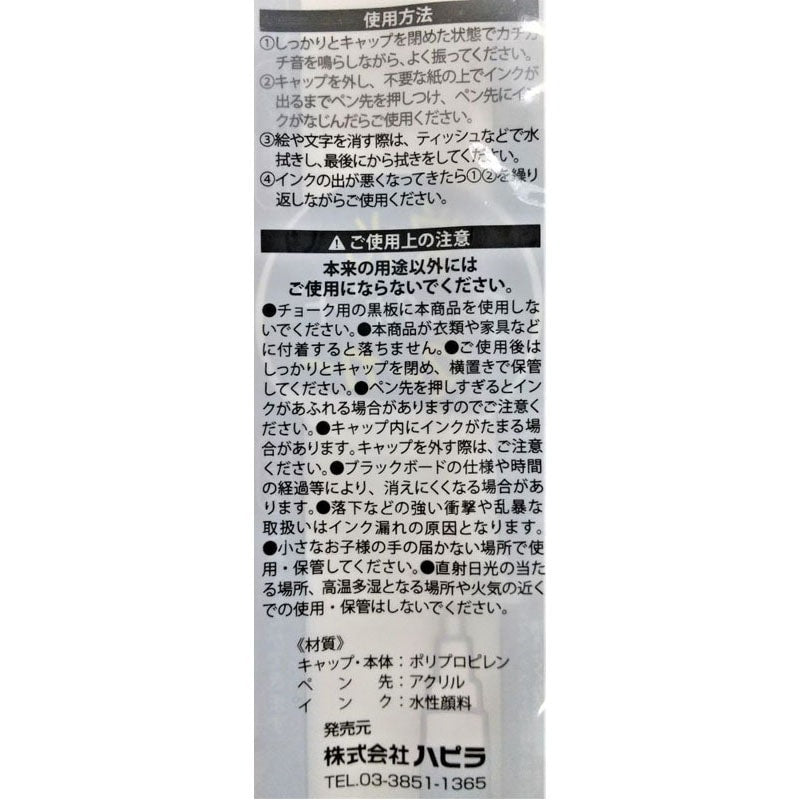 使用方法
①しっかりとキャップを閉めた状態でカチカ
チ音を鳴らしながら、よく振ってください。
②キャップを外し、不要な紙の上でインクが
出るまでペン先を押しつけ、ペン先にイン
クがなじんだらご使用ください。
③絵や文字を消す際は、ティッシュなどで水
拭きし、最後にから拭きをしてください。
④インクの出が悪くなってきたら①②を繰り
返しながらご使用ください。
⚠ご使用上の注意
本来の用途以外には
ご使用にならないでください。
●チョーク用の黒板に本商品を使用しな
いでください。●本商品が衣類や家具など
に付着すると落ちません。●ご使用後は
しっかりとキャップを閉め、横置きで保管
してください。●ペン先を押しすぎるとイン
クがあふれる場合がありますのでご注意く
ださい。●キャップ内にインクがたまる場
合があります。キャップを外す際は、ご注意
ください。●ブラックボードの仕様や時間
の経過等により、消えにくくなる場合があ
ります。●落下などの強い衝撃や乱暴な
取扱いはインク漏れの原因となります。
●小さなお子様の手の届かない場所で使
用・保管してください。●直射日光の当た
る場所、高温多湿となる場所や火気の近く
での使用・保管はしないでください。
《材質》
キャップ・本体：ポリプロピレン
ペン先：アクリル
インク：水性顔料
発売元
株式会社ハピラ
TEL.03-3851-1365